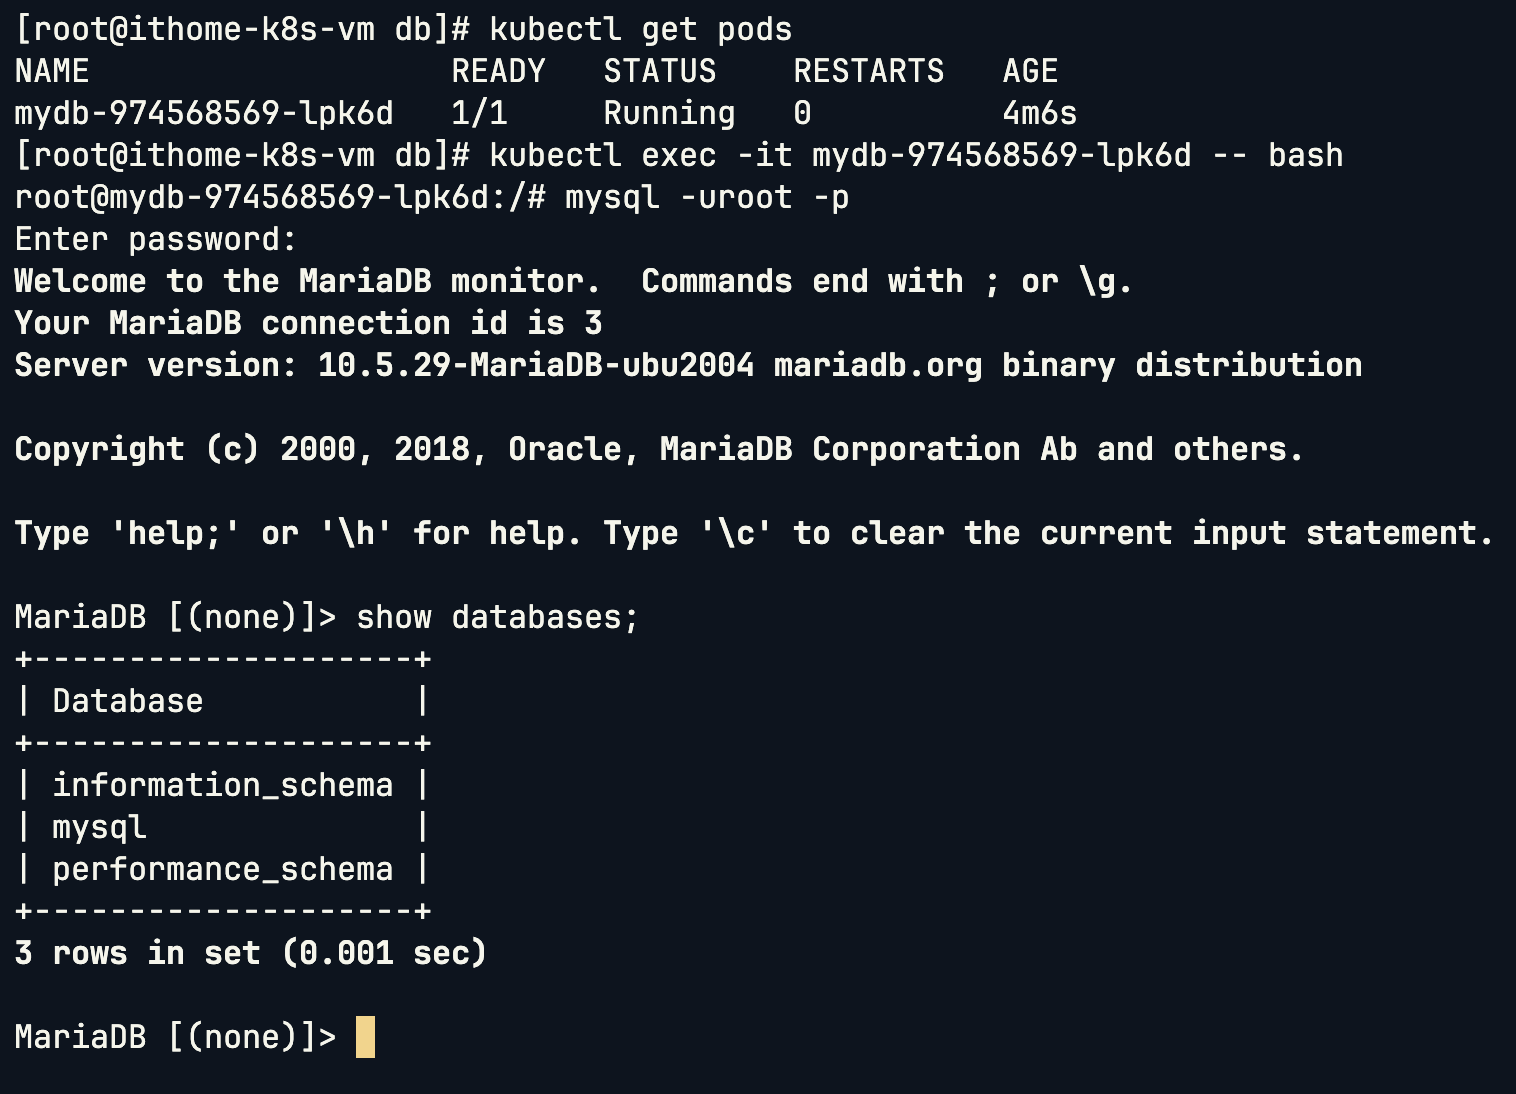 [root@ithome-k8s-vm db]# kubectl get pods
NAME                   READY   STATUS    RESTARTS   AGE
mydb-974568569-lpk6d   1/1     Running   0          4m6s
[root@ithome-k8s-vm db]# kubectl exec -it mydb-974568569-lpk6d -- bash
root@mydb-974568569-lpk6d:/# mysql -uroot -p
Enter password:
Welcome to the MariaDB monitor.  Commands end with ; or \g.
Your MariaDB connection id is 3
Server version: 10.5.29-MariaDB-ubu2004 mariadb.org binary distribution

Copyright (c) 2000, 2018, Oracle, MariaDB Corporation Ab and others.

Type 'help;' or '\h' for help. Type '\c' to clear the current input statement.

MariaDB [(none)]> show databases;
+--------------------+
| Database           |
+--------------------+
| information_schema |
| mysql              |
| performance_schema |
+--------------------+
3 rows in set (0.001 sec)

MariaDB [(none)]>